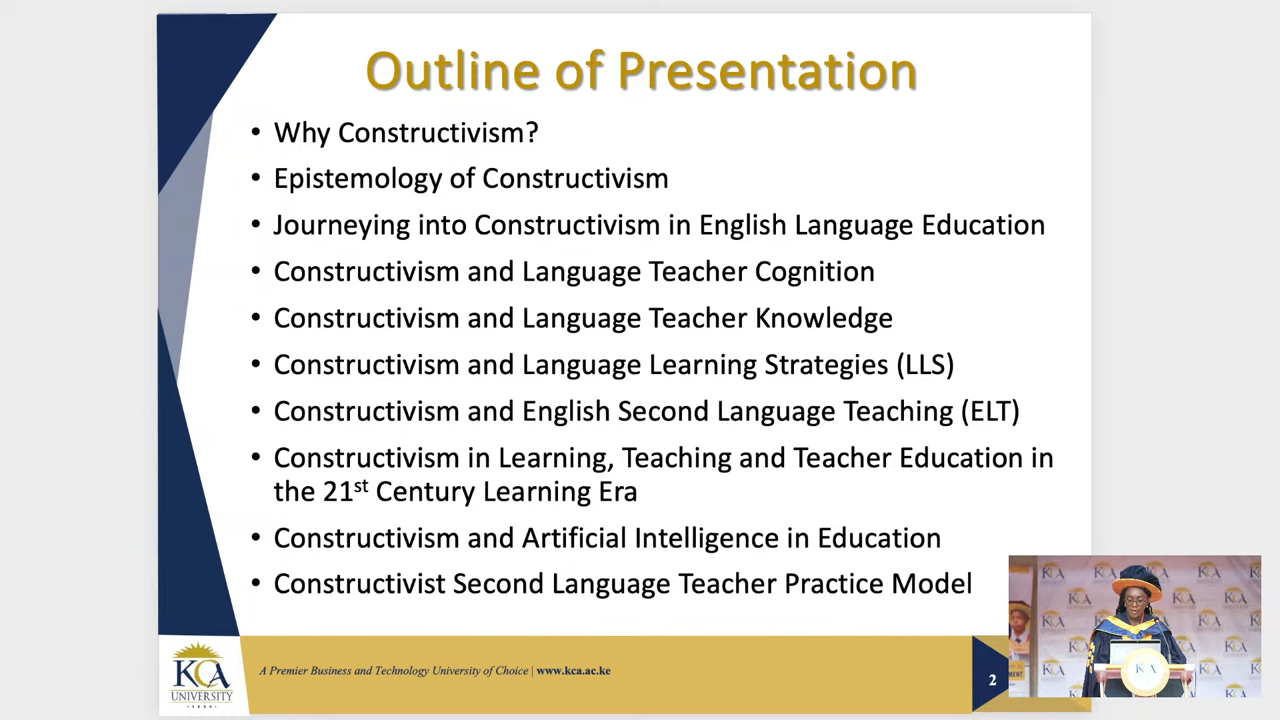 Outline of Presentation
• Why Constructivism?
• Epistemology of Constructivism
• Journeying into Constructivism in English Language Education
• Constructivism and Language Teacher Cognition
• Constructivism and Language Teacher Knowledge
• Constructivism and Language Learning Strategies (LLS)
• Constructivism and English Second Language Teaching (ELT)
• Constructivism in Learning, Teaching and Teacher Education in
the 21st Century Learning Era
• Constructivism and Artificial Intelligence in Education
• Constructivist Second Language Teacher Practice Model
KCA
UNIVERSITY
A Premier Business and Technology University of Choice | www.kca.ac.ke
2
KCA